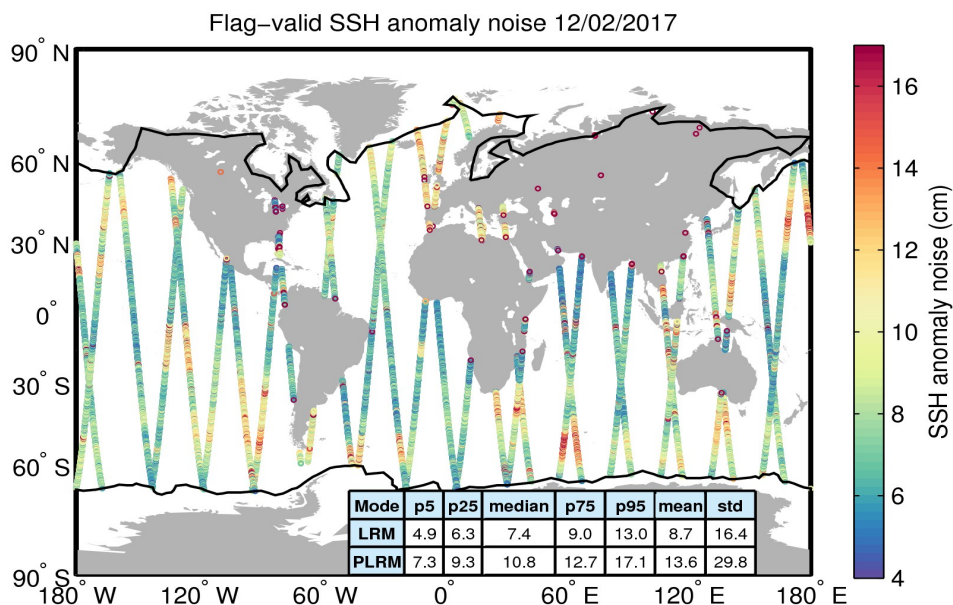 Flag−valid SSH anomaly noise 12/02/2017
90° N
60° N
30° N
0°
30° S
60° S
90° S
180° W
120° W
60° W
0°
60° E
120° E
180° E
16
14
12
10
8
6
4
SSH anomaly noise (cm)
Mode p5 p25 median p75 p95 mean std
LRM 4.9 6.3 7.4 9.0 13.0 8.7 16.4
PLRM 7.3 9.3 10.8 12.7 17.1 13.6 29.8